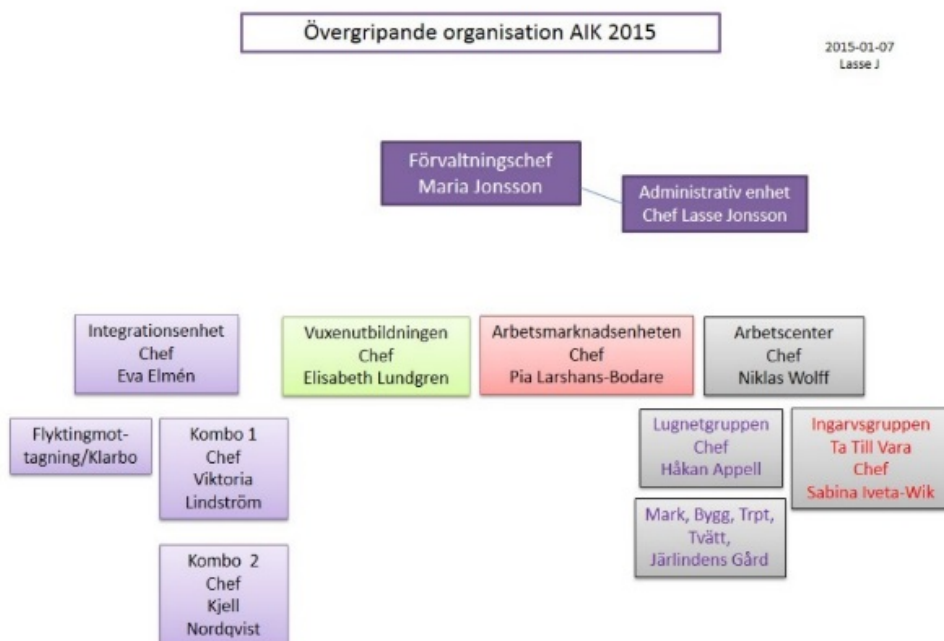 Övergripande organisation AIK 2015
2015-01-07
Lasse J
Förvaltningschef
Maria Jonsson
Administrativ enhet
Chef Lasse Jonsson
Integrationsenhet
Chef
Eva Elmén
Vuxenutbildningen
Chef
Elisabeth Lundgren
Arbetsmarknadsenheten
Chef
Pia Larshans-Bodare
Arbetscenter
Chef
Niklas Wolff
Flyktingmot-
tagning/Klarbo
Kombo 1
Chef
Viktoria
Lindström
Lugnetgruppen
Chef
Håkan Appell
Ingarvsgruppen
Ta Till Vara
Chef
Sabina Iveta-Wik
Mark, Bygg, Trpt,
Tvätt,
Järlindens Gård
Kombo 2
Chef
Kjell
Nordqvist